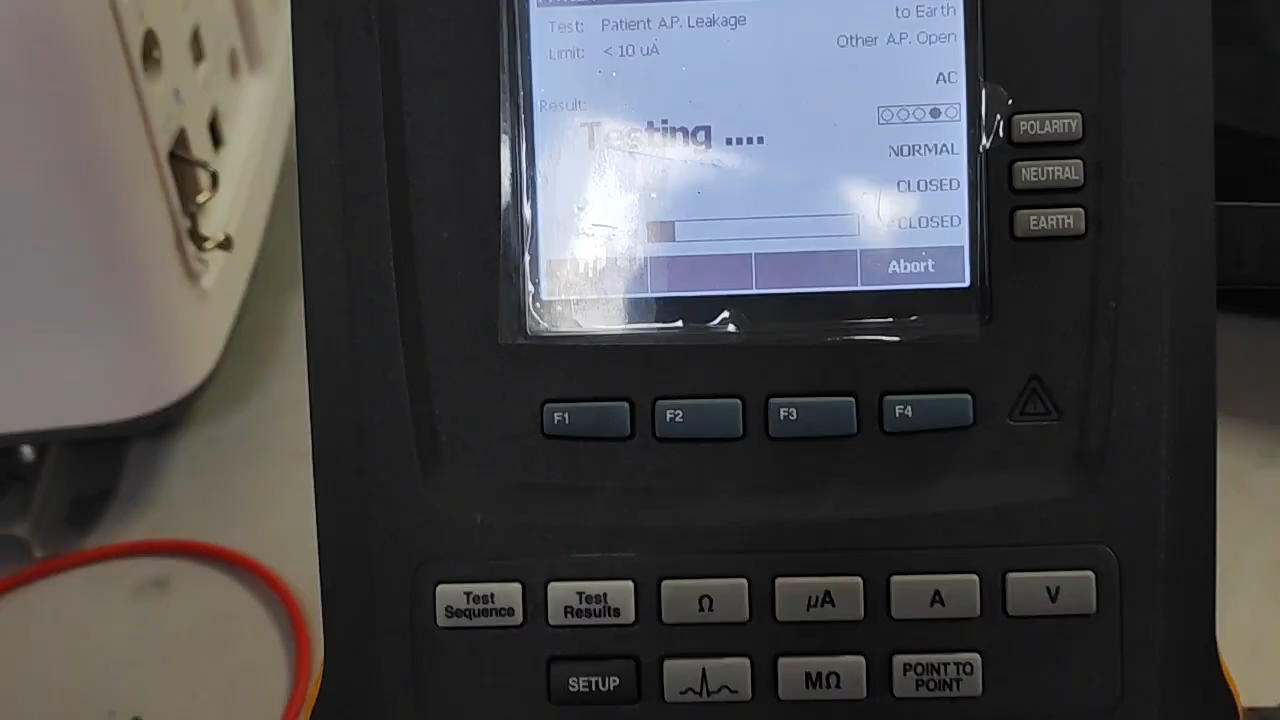 Test: Patient A.P. Leakage
to Earth
Limit: < 10 uA
Other A.P. Open
AC
Result:
Testing ....
NORMAL
CLOSED
CLOSED
Abort
POLARITY
NEUTRAL
EARTH
F1 F2 F3 F4
Test Sequence
Test Results
Ω
µA
A
V
SETUP
MΩ
POINT TO POINT